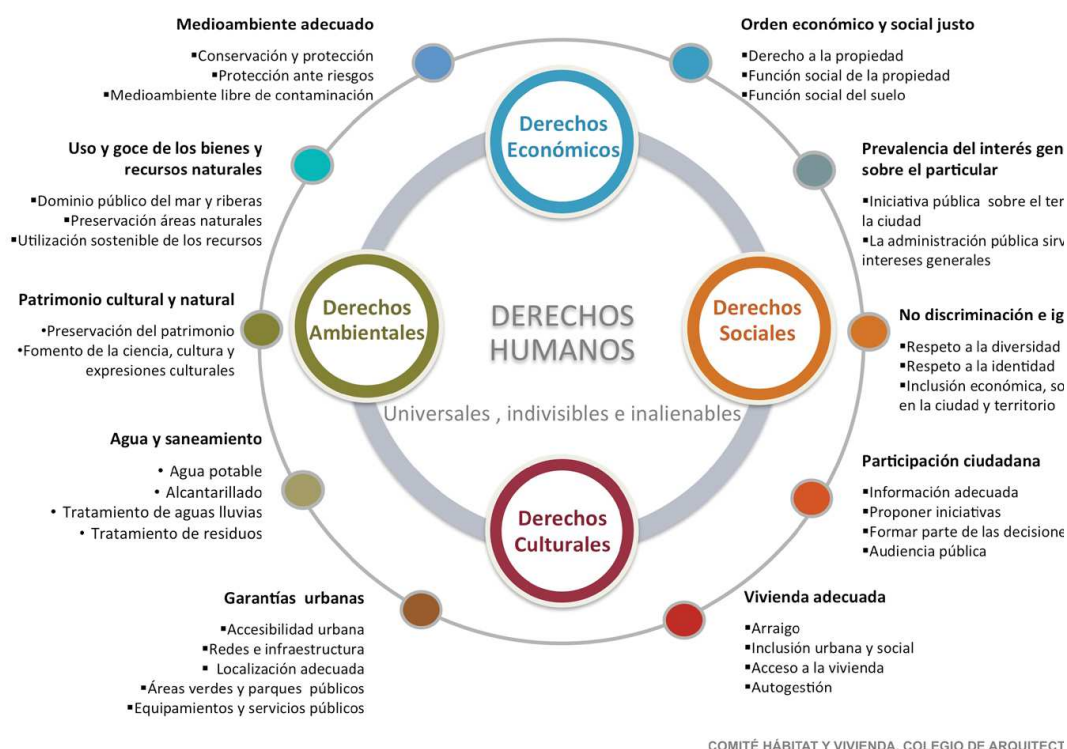 Medioambiente adecuado
▪Conservación y protección
▪Protección ante riesgos
▪Medioambiente libre de contaminación
Orden económico y social justo
▪Derecho a la propiedad
▪Función social de la propiedad
▪Función social del suelo
Derechos
Económicos
Uso y goce de los bienes y
recursos naturales
▪Dominio público del mar y riberas
▪Preservación áreas naturales
▪Utilización sostenible de los recursos
Prevalencia del interés gen
sobre el particular
▪Iniciativa pública sobre el ter
la ciudad
▪La administración pública sirv
intereses generales
Patrimonio cultural y natural
•Preservación del patrimonio
•Fomento de la ciencia, cultura y
expresiones culturales
Derechos
Ambientales
DERECHOS
HUMANOS
Universales , indivisibles e inalienables
Derechos
Sociales
No discriminación e ig
▪Respeto a la diversidad
▪Respeto a la identidad
▪Inclusión económica, so
en la ciudad y territorio
Agua y saneamiento
• Agua potable
• Alcantarillado
• Tratamiento de aguas lluvias
• Tratamiento de residuos
Derechos
Culturales
Participación ciudadana
▪Información adecuada
▪Proponer iniciativas
▪Formar parte de las decisione
▪Audiencia pública
Garantías urbanas
▪Accesibilidad urbana
▪Redes e infraestructura
▪ Localización adecuada
▪Áreas verdes y parques públicos
▪Equipamientos y servicios públicos
Vivienda adecuada
▪Arraigo
▪Inclusión urbana y social
▪Acceso a la vivienda
▪Autogestión
COMITÉ HÁBITAT Y VIVIENDA. COLEGIO DE ARQUITECT